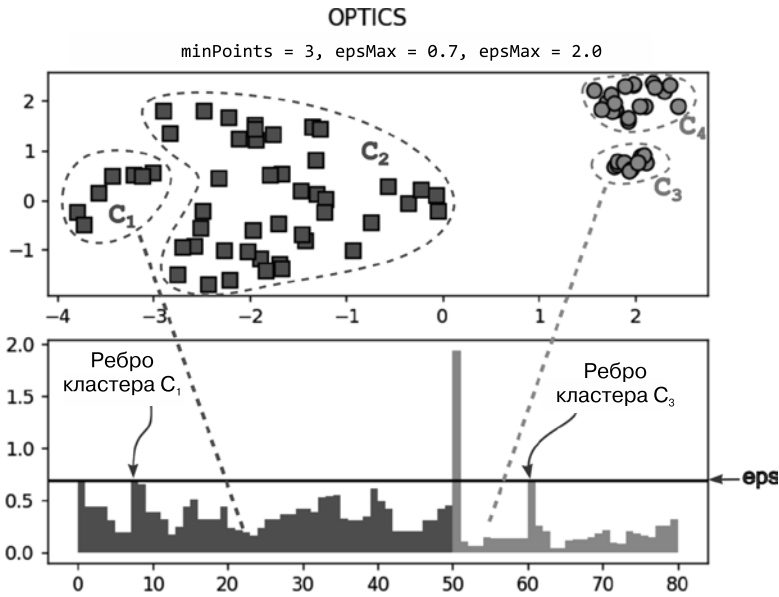 OPTICS
minPoints = 3, epsMax = 0.7, epsMax = 2.0
2
1
0
−1
C₁
C₂
C₄
C₃
−4
−3
−2
−1
0
1
2
2.0
1.5
1.0
0.5
0.0
Ребро
кластера C₁
Ребро
кластера C₃
eps
0
10
20
30
40
50
60
70
80